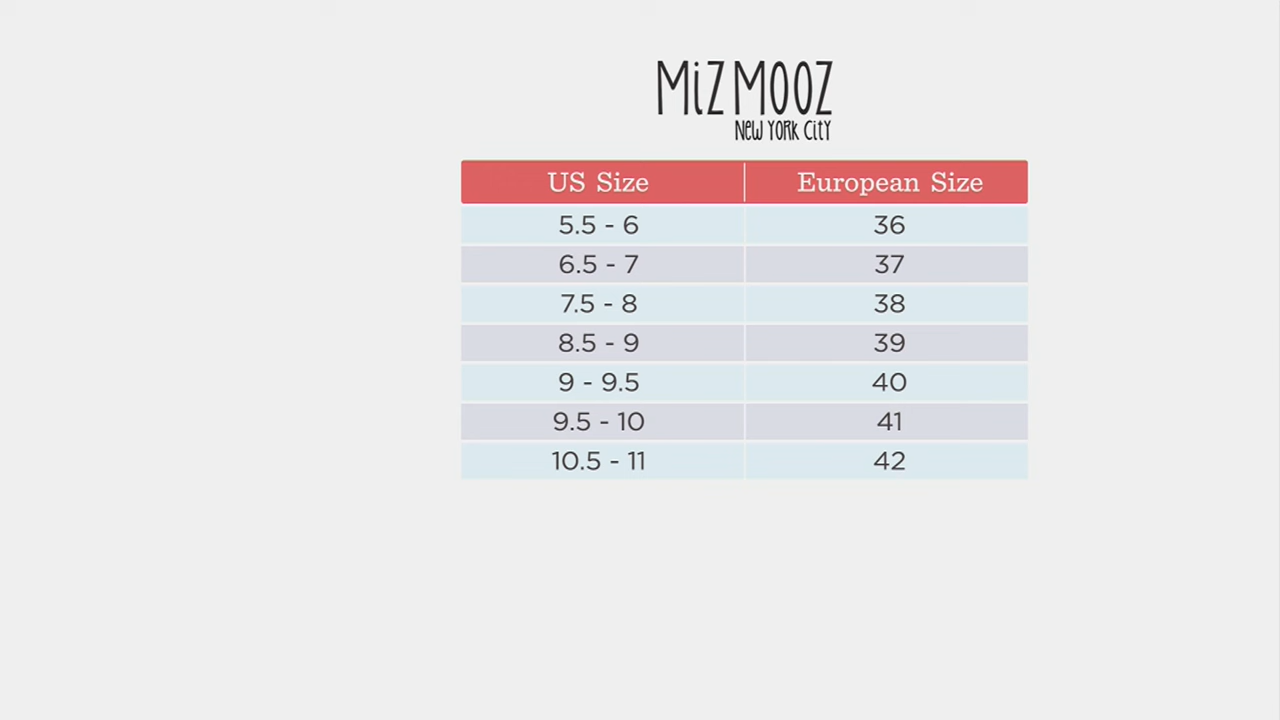 MiZ MOOZ
NeW YORk CitY
US Size European Size
5.5 - 6 36
6.5 - 7 37
7.5 - 8 38
8.5 - 9 39
9 - 9.5 40
9.5 - 10 41
10.5 - 11 42